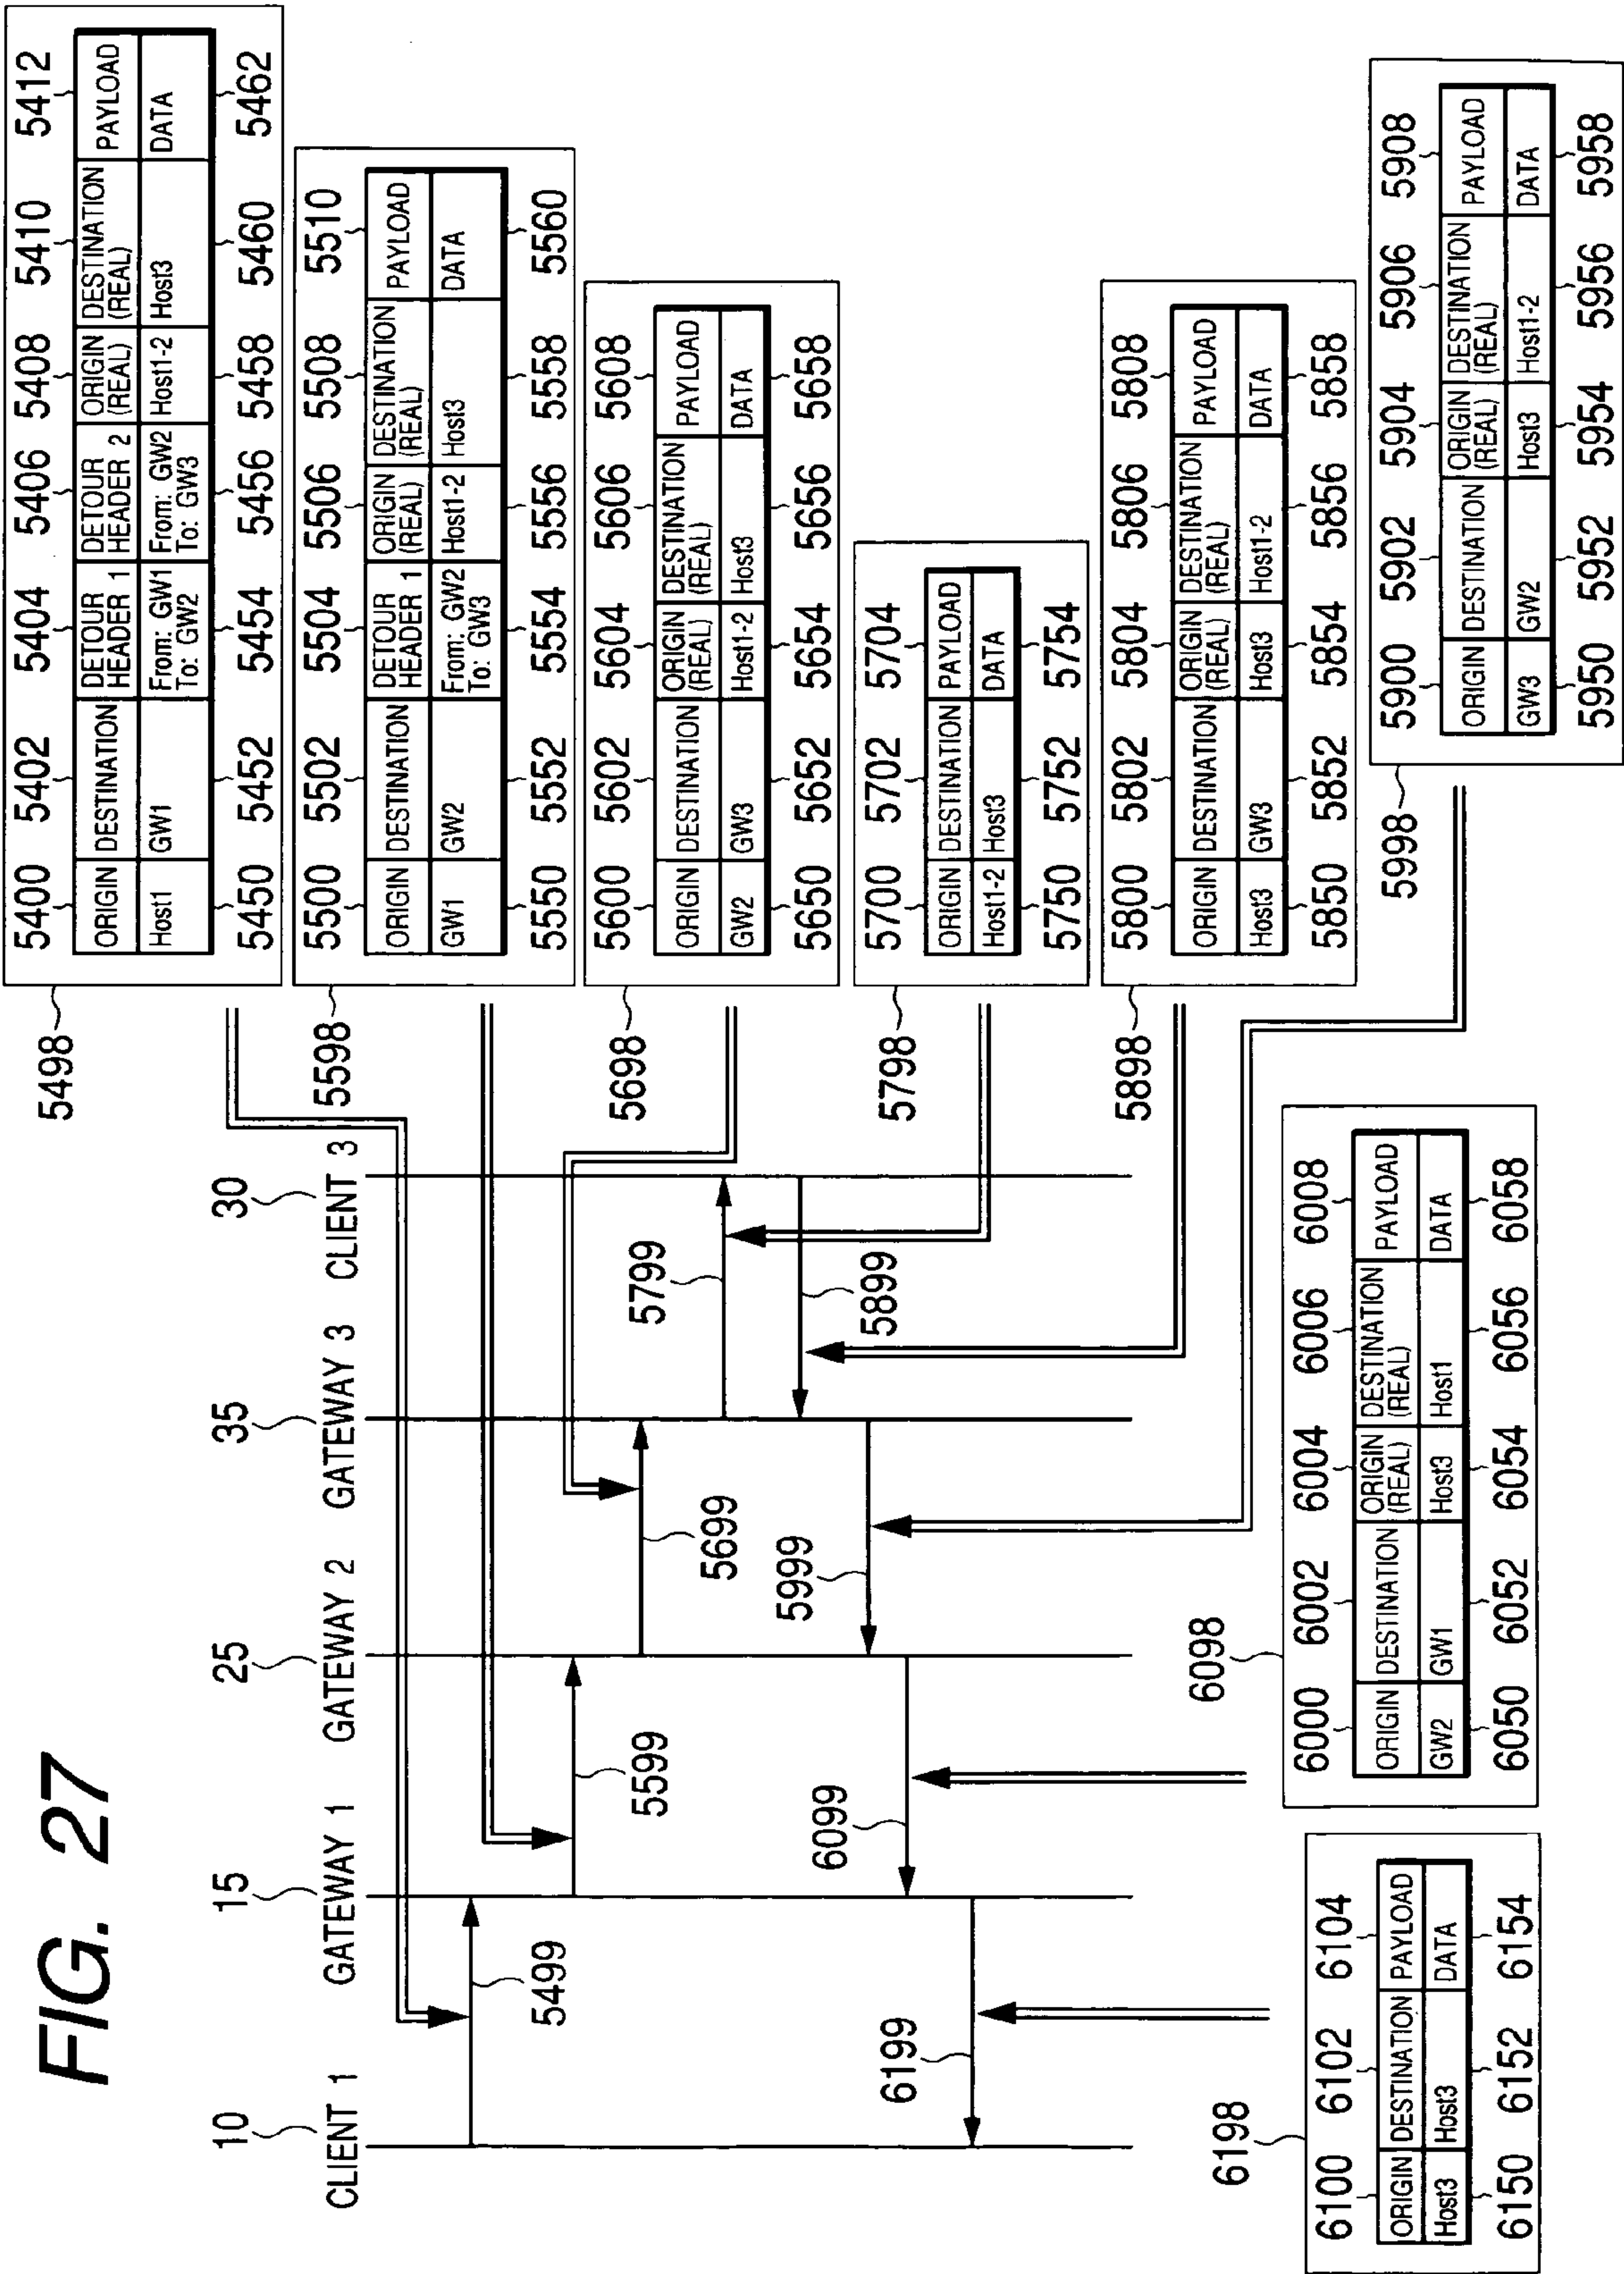 FIG. 27
10
CLIENT 1
15
GATEWAY 1
25
GATEWAY 2
35
GATEWAY 3
30
CLIENT 3
5499
5599
5699
5799
5899
5999
6099
6199
5498
5400 5402 5404 5406 5408 5410 5412
ORIGIN DESTINATION DETOUR HEADER 1 DETOUR HEADER 2 ORIGIN (REAL) DESTINATION (REAL) PAYLOAD
Host1 GW1 From: GW1 To: GW2 From: GW2 To: GW3 Host1-2 Host3 DATA
5450 5452 5454 5456 5458 5460 5462
5598
5500 5502 5504 5506 5508 5510
ORIGIN DESTINATION DETOUR HEADER 1 ORIGIN (REAL) DESTINATION (REAL) PAYLOAD
GW1 GW2 From: GW2 To: GW3 Host1-2 Host3 DATA
5550 5552 5554 5556 5558 5560
5698
5600 5602 5604 5606 5608
ORIGIN DESTINATION ORIGIN (REAL) DESTINATION (REAL) PAYLOAD
GW2 GW3 Host1-2 Host3 DATA
5650 5652 5654 5656 5658
5798
5700 5702 5704
ORIGIN DESTINATION PAYLOAD
Host1-2 Host3 DATA
5750 5752 5754
5898
5800 5802 5804 5806 5808
ORIGIN DESTINATION ORIGIN (REAL) DESTINATION (REAL) PAYLOAD
Host3 GW3 Host3 Host1-2 DATA
5850 5852 5854 5856 5858
5998
5900 5902 5904 5906 5908
ORIGIN DESTINATION ORIGIN (REAL) DESTINATION (REAL) PAYLOAD
GW3 GW2 Host3 Host1-2 DATA
5950 5952 5954 5956 5958
6098
6000 6002 6004 6006 6008
ORIGIN DESTINATION ORIGIN (REAL) DESTINATION (REAL) PAYLOAD
GW2 GW1 Host3 Host1 DATA
6050 6052 6054 6056 6058
6198
6100 6102 6104
ORIGIN DESTINATION PAYLOAD
Host3 Host3 DATA
6150 6152 6154